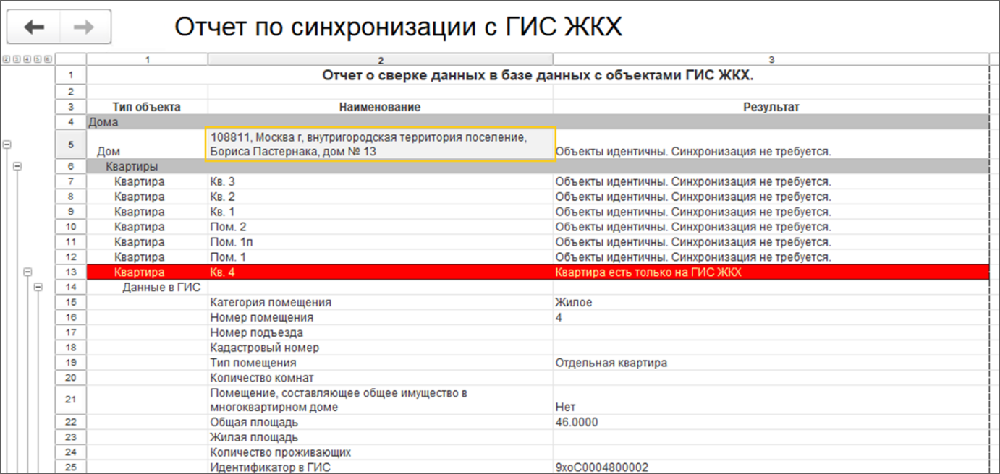 Отчет по синхронизации с ГИС ЖКХ
2 3 4 5 6 1 2 3
1 Отчет о сверке данных в базе данных с объектами ГИС ЖКХ.
2
3 Тип объекта Наименование Результат
4 Дома
108811, Москва г, внутригородская территория поселение,
5 Дом Бориса Пастернака, дом № 13 Объекты идентичны. Синхронизация не требуется.
6 Квартиры
7 Квартира Кв. 3 Объекты идентичны. Синхронизация не требуется.
8 Квартира Кв. 2 Объекты идентичны. Синхронизация не требуется.
9 Квартира Кв. 1 Объекты идентичны. Синхронизация не требуется.
10 Квартира Пом. 2 Объекты идентичны. Синхронизация не требуется.
11 Квартира Пом. 1п Объекты идентичны. Синхронизация не требуется.
12 Квартира Пом. 1 Объекты идентичны. Синхронизация не требуется.
13 Квартира Кв. 4 Квартира есть только на ГИС ЖКХ
14 Данные в ГИС
15 Категория помещения Жилое
16 Номер помещения 4
17 Номер подъезда
18 Кадастровый номер
19 Тип помещения Отдельная квартира
20 Количество комнат
21 Помещение, составляющее общее имущество в
многоквартирном доме Нет
22 Общая площадь 46.0000
23 Жилая площадь
24 Количество проживающих
25 Идентификатор в ГИС 9хоС0004800002